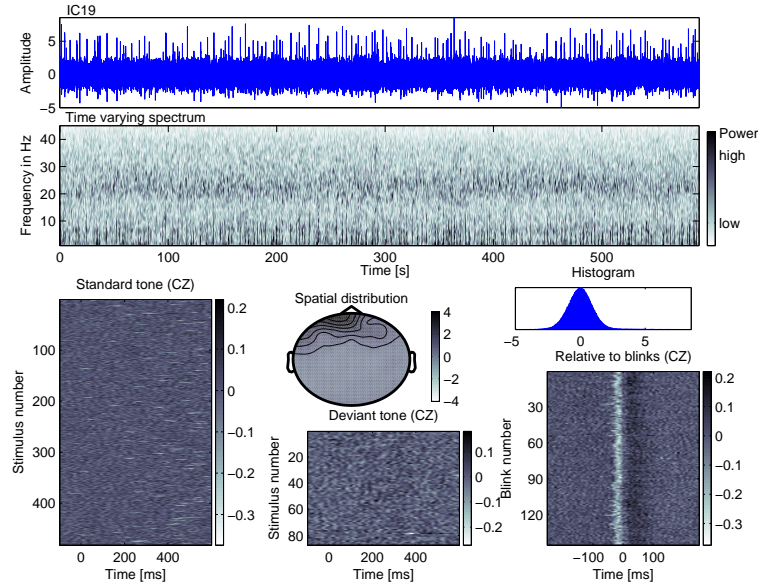 IC19
Amplitude
5
0
−5
Time varying spectrum
Frequency in Hz
40
30
20
10
0 100 200 300 400 500
Time [s]
Power
high
low
Standard tone (CZ)
Stimulus number
100
200
300
400
0 200 400
Time [ms]
0.2
0.1
0
−0.1
−0.2
−0.3
Spatial distribution
4
2
0
−2
−4
Deviant tone (CZ)
Stimulus number
20
40
60
80
0 200 400
Time [ms]
0.1
0
−0.1
−0.2
Histogram
−5 0 5
Relative to blinks (CZ)
Blink number
30
60
90
120
−100 0 100
Time [ms]
0.2
0.1
0
−0.1
−0.2
−0.3